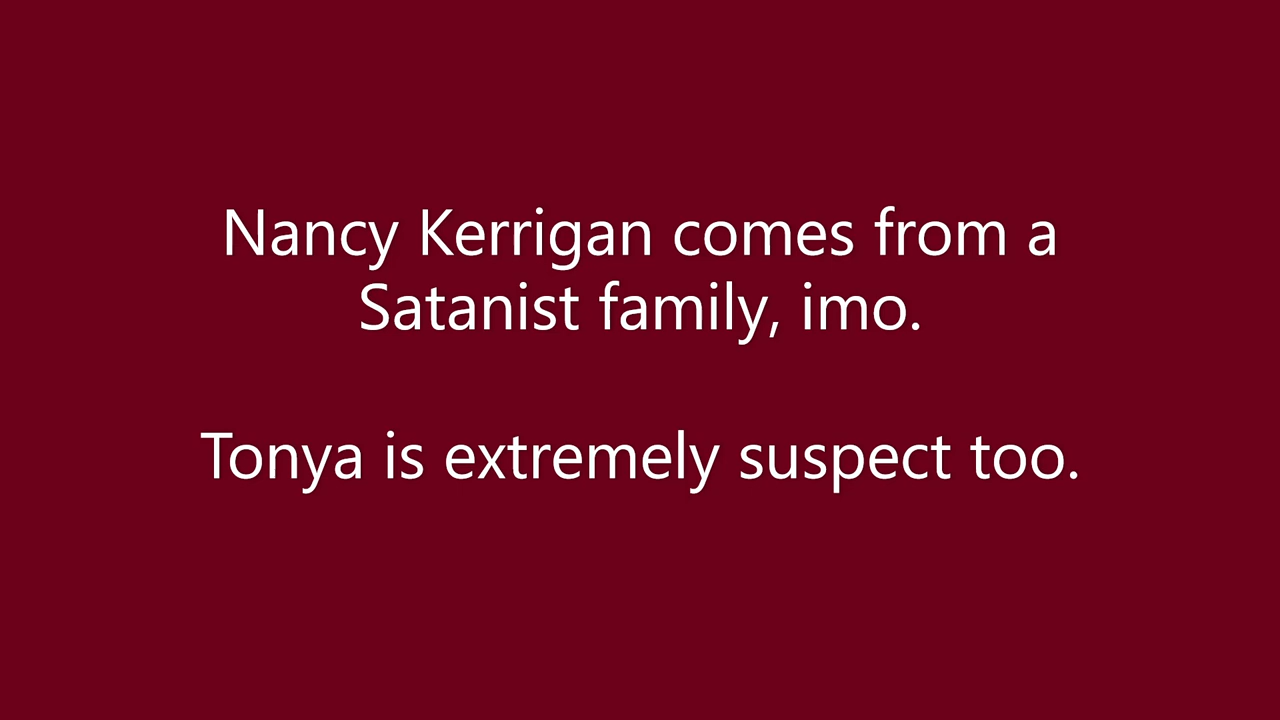 Nancy Kerrigan comes from a
Satanist family, imo.
Tonya is extremely suspect too.